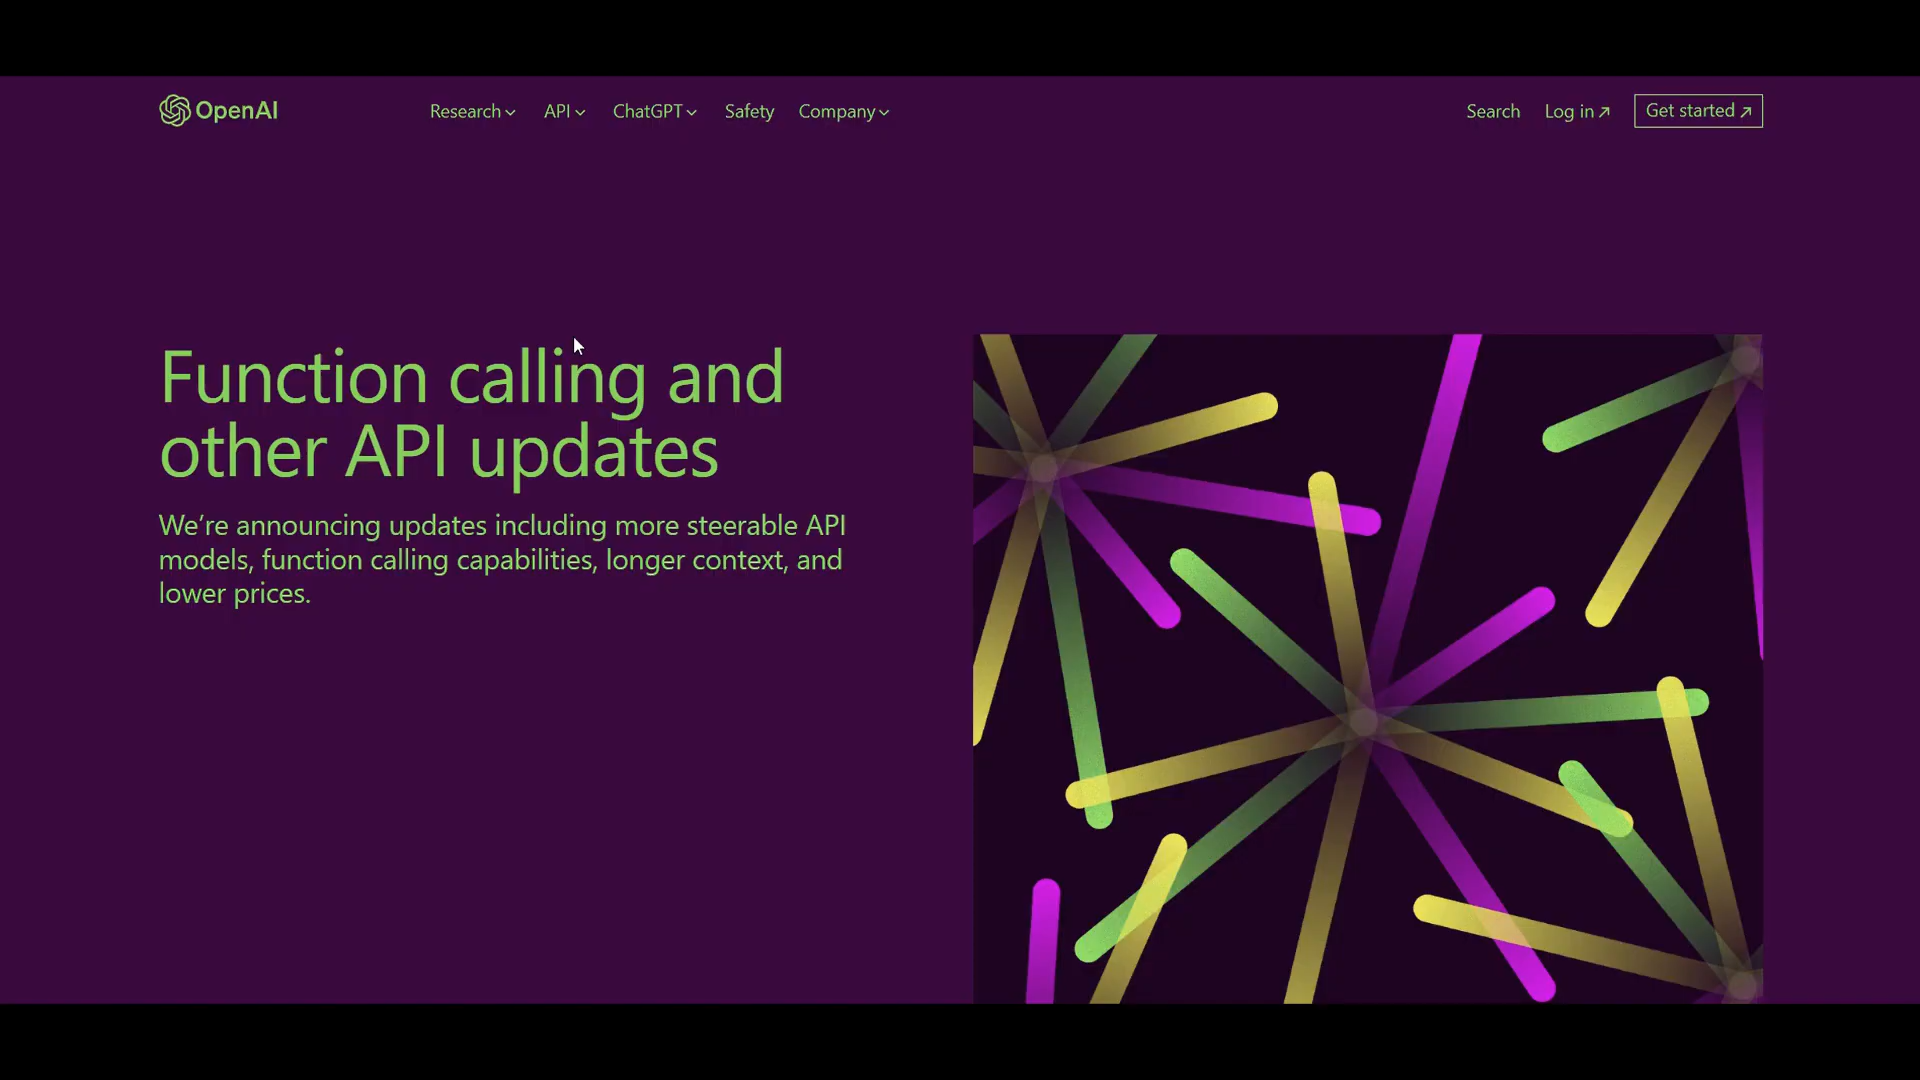 OpenAI
Research
API
ChatGPT
Safety
Company
Search
Log in ↗
Get started ↗
Function calling and
other API updates
We’re announcing updates including more steerable API
models, function calling capabilities, longer context, and
lower prices.